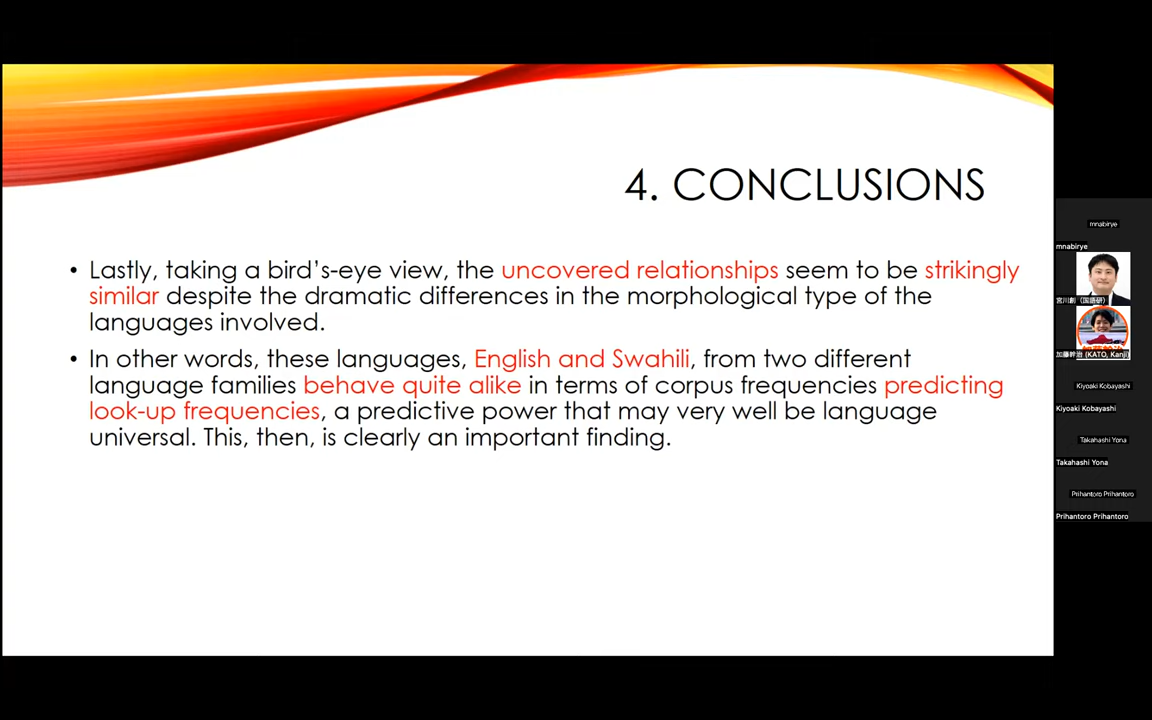 4. CONCLUSIONS
• Lastly, taking a bird's-eye view, the uncovered relationships seem to be strikingly
similar despite the dramatic differences in the morphological type of the
languages involved.
• In other words, these languages, English and Swahili, from two different
language families behave quite alike in terms of corpus frequencies predicting
look-up frequencies, a predictive power that may very well be language
universal. This, then, is clearly an important finding.
mnabirye
mnabirye
宮川創（国語研）
加藤幹治 (KATO, Kanji)
Kiyoaki Kobayashi
Kiyoaki Kobayashi
Takahashi Yona
Takahashi Yona
Prihantoro Prihantoro
Prihantoro Prihantoro